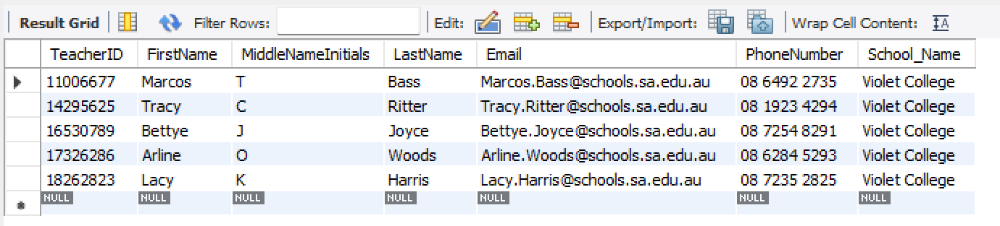 Result Grid Filter Rows: Edit: Export/Import: Wrap Cell Content: IA
TeacherID FirstName MiddleNameInitials LastName Email PhoneNumber School_Name
11006677 Marcos T Bass Marcos.Bass@schools.sa.edu.au 08 6492 2735 Violet College
14295625 Tracy C Ritter Tracy.Ritter@schools.sa.edu.au 08 1923 4294 Violet College
16530789 Bettye J Joyce Bettye.Joyce@schools.sa.edu.au 08 7254 8291 Violet College
17326286 Arline O Woods Arline.Woods@schools.sa.edu.au 08 6284 5293 Violet College
18262823 Lacy K Harris Lacy.Harris@schools.sa.edu.au 08 7235 2825 Violet College
NULL NULL NULL NULL NULL NULL NULL